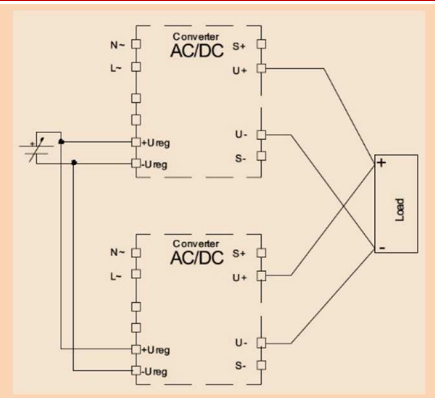 Converter
AC/DC
N~
S+
L~
U+
U-
+Ureg
-Ureg
S-
+
+
Load
-
Converter
AC/DC
N~
S+
L~
U+
U-
+Ureg
-Ureg
S-